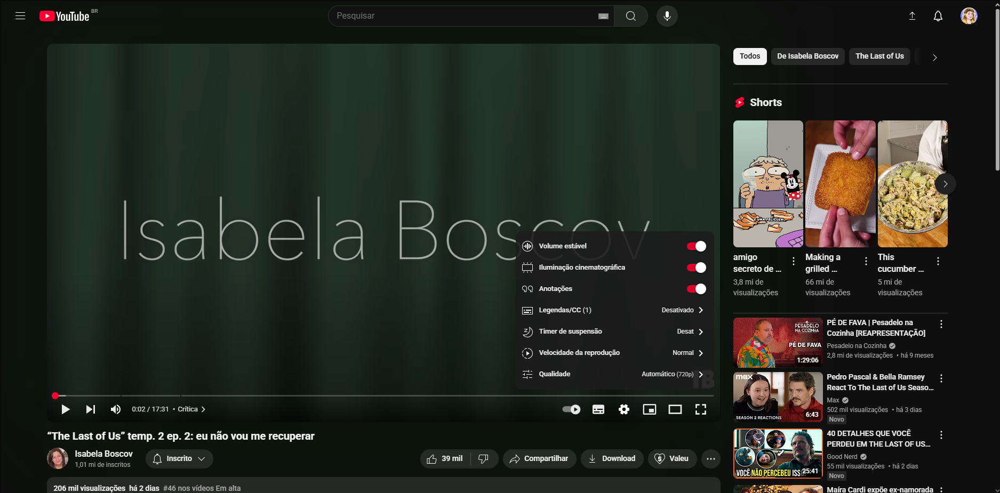 YouTube BR
Pesquisar
Isabela Boscov
Volume estável
Iluminação cinematográfica
Anotações
Legendas/CC (1) Desativado
Timer de suspensão Desat
Velocidade da reprodução Normal
Qualidade Automático (720p)
IB
0:02 / 17:31 • Crítica
“The Last of Us” temp. 2 ep. 2: eu não vou me recuperar
Isabela Boscov
1,01 mi de inscritos
Inscrito
39 mil
Compartilhar
Download
Valeu
206 mil visualizações há 2 dias #46 nos vídeos Em alta
Todos
De Isabela Boscov
The Last of Us
Shorts
E UMA PELÍCULA
amigo
secreto de ...
3,8 mi de
visualizações
Making a
grilled ...
66 mi de
visualizações
This
cucumber ...
5 mi de
visualizações
PESADELO
NA COZINHA
PÉ DE FAVA
1:29:06
PÉ DE FAVA | Pesadelo na
Cozinha [REAPRESENTAÇÃO]
Pesadelo na Cozinha
2,8 mi de visualizações • há 9 meses
max
SEASON 2 REACTIONS
6:43
Pedro Pascal & Bella Ramsey
React To The Last of Us Seaso...
Max
502 mil visualizações • há 3 dias
Novo
VOCÊ NÃO PERCEBEU ISSO!
25:41
40 DETALHES QUE VOCÊ
PERDEU EM THE LAST OF US...
Good Nerd
55 mil visualizações • há 2 dias
Novo
Maíra Cardi expõe ex-namorada